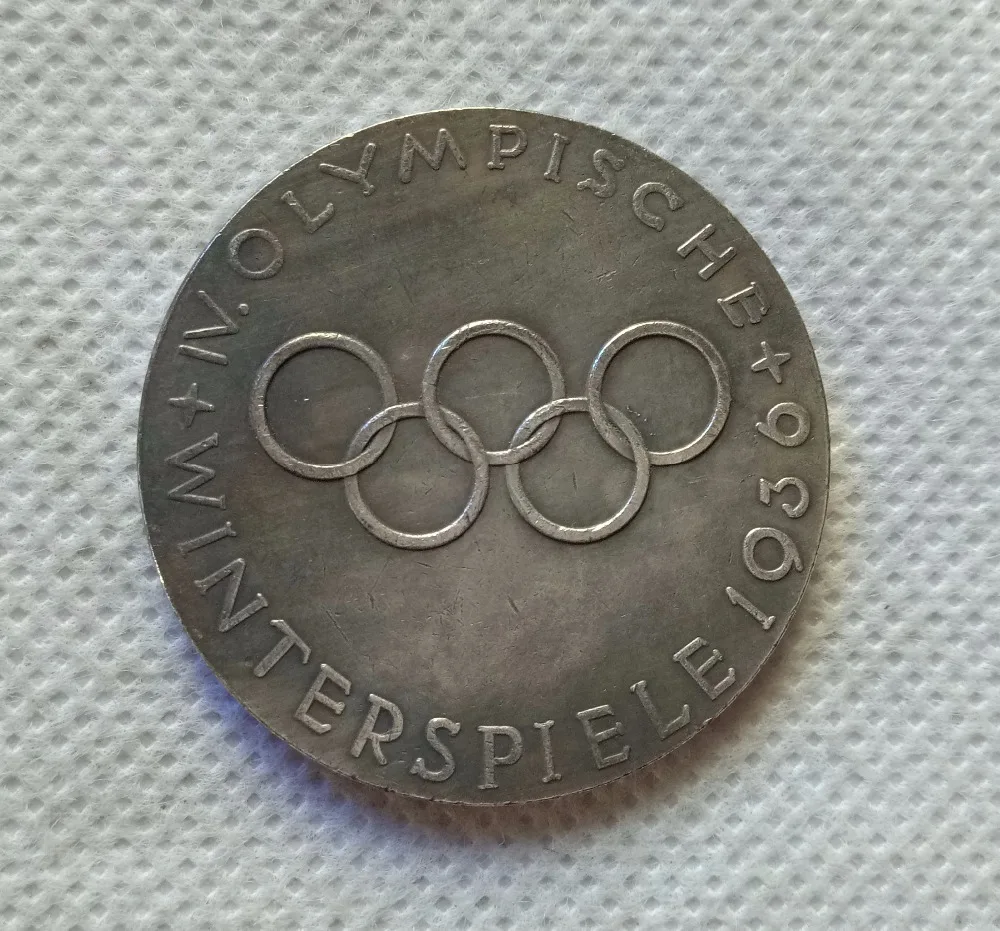 IV. OLYMPISCHE +
WINTERSPIELE 1936 +